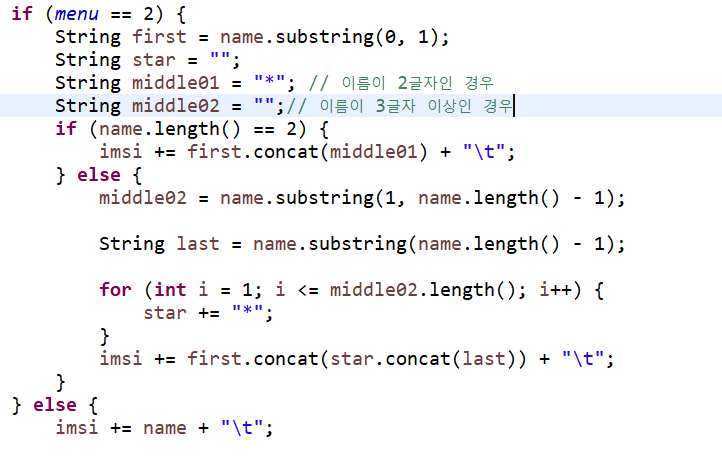 if (menu == 2) {
    String first = name.substring(0, 1);
    String star = "";
    String middle01 = "*"; // 이름이 2글자인 경우
    String middle02 = "";// 이름이 3글자 이상인 경우
    if (name.length() == 2) {
        imsi += first.concat(middle01) + "\t";
    } else {
        middle02 = name.substring(1, name.length() - 1);

        String last = name.substring(name.length() - 1);

        for (int i = 1; i <= middle02.length(); i++) {
            star += "*";
        }
        imsi += first.concat(star.concat(last)) + "\t";
    }
} else {
    imsi += name + "\t";